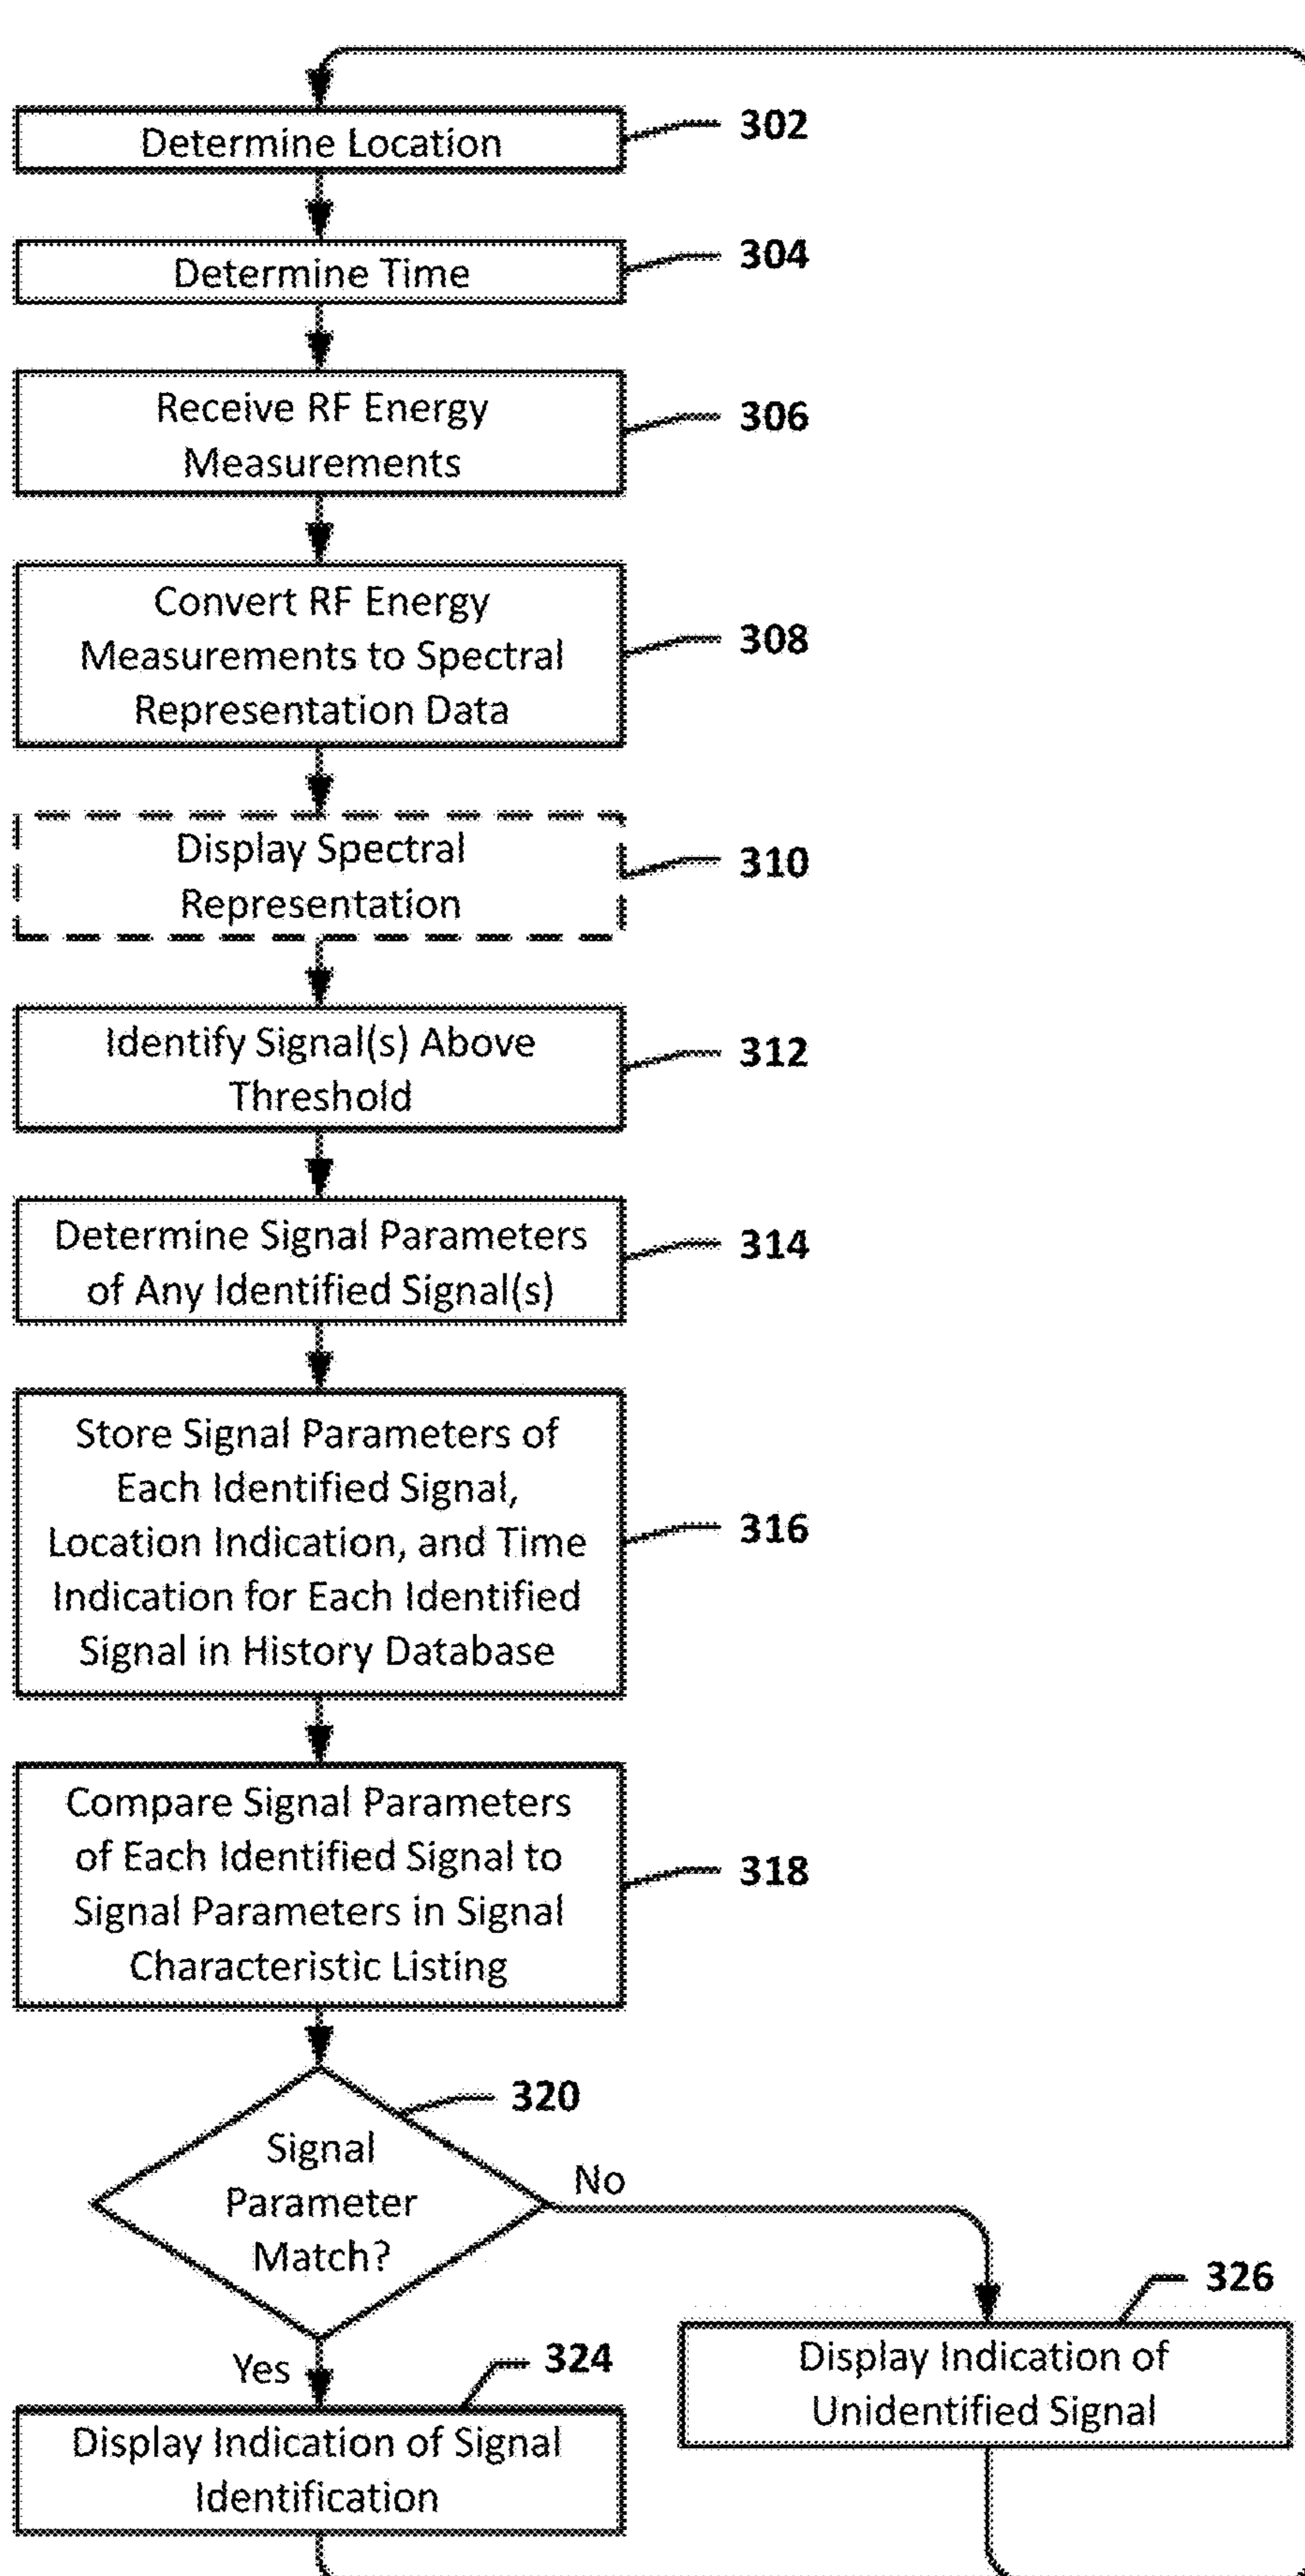 Determine Location
302
Determine Time
304
Receive RF Energy
Measurements
306
Convert RF Energy
Measurements to Spectral
Representation Data
308
Display Spectral
Representation
310
Identify Signal(s) Above
Threshold
312
Determine Signal Parameters
of Any Identified Signal(s)
314
Store Signal Parameters of
Each Identified Signal,
Location Indication, and Time
Indication for Each Identified
Signal in History Database
316
Compare Signal Parameters
of Each Identified Signal to
Signal Parameters in Signal
Characteristic Listing
318
320
Signal
Parameter
Match?
No
Yes
324
Display Indication of Signal
Identification
326
Display Indication of
Unidentified Signal